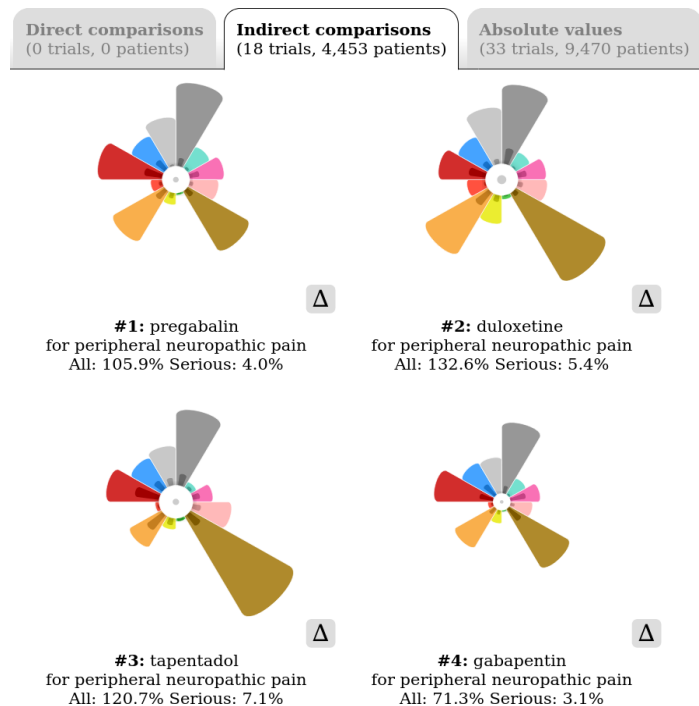 Direct comparisons
(0 trials, 0 patients)
Indirect comparisons
(18 trials, 4,453 patients)
Absolute values
(33 trials, 9,470 patients)
Δ
Δ
#1: pregabalin
for peripheral neuropathic pain
All: 105.9% Serious: 4.0%
#2: duloxetine
for peripheral neuropathic pain
All: 132.6% Serious: 5.4%
Δ
Δ
#3: tapentadol
for peripheral neuropathic pain
All: 120.7% Serious: 7.1%
#4: gabapentin
for peripheral neuropathic pain
All: 71.3% Serious: 3.1%